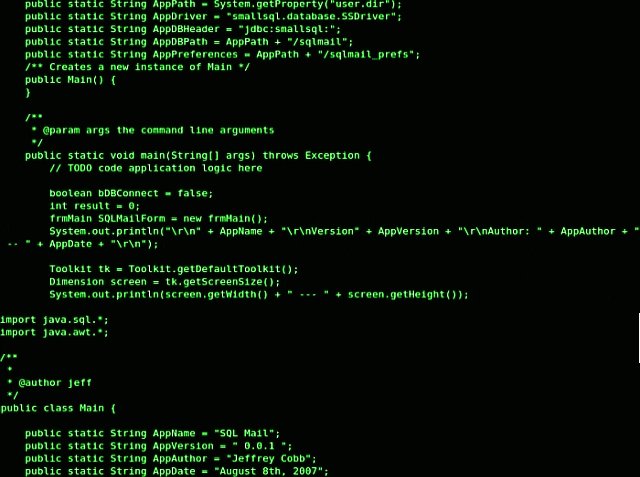 public static String AppPath = System.getProperty("user.dir");
public static String AppDriver = "smallsql.database.SSDriver";
public static String AppDBHeader = "jdbc:smallsql:";
public static String AppDBPath = AppPath + "/sqlmail";
public static String AppPreferences = AppPath + "/sqlmail_prefs";
/** Creates a new instance of Main */
public Main() {
}
/**
* @param args the command line arguments
*/
public static void main(String[] args) throws Exception {
// TODO code application logic here
boolean bDBConnect = false;
int result = 0;
frmMain SQLMailForm = new frmMain();
System.out.println("\r\n" + AppName + "\r\nVersion" + AppVersion + "\r\nAuthor: " + AppAuthor + "
-- " + AppDate + "\r\n");
Toolkit tk = Toolkit.getDefaultToolkit();
Dimension screen = tk.getScreenSize();
System.out.println(screen.getWidth() + " --- " + screen.getHeight());
import java.sql.*;
import java.awt.*;
/**
*
* @author jeff
*/
public class Main {
public static String AppName = "SQL Mail";
public static String AppVersion = " 0.0.1 ";
public static String AppAuthor = "Jeffrey Cobb";
public static String AppDate = "August 8th, 2007";